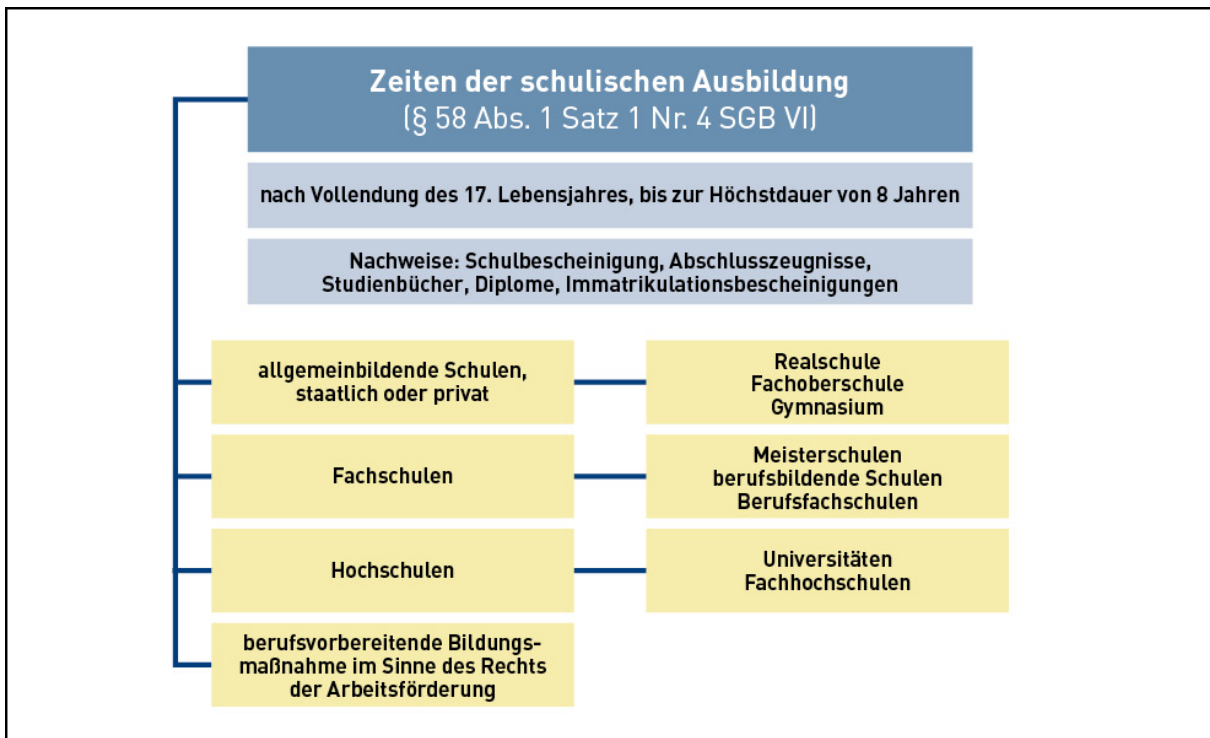 Zeiten der schulischen Ausbildung
(§ 58 Abs. 1 Satz 1 Nr. 4 SGB VI)
nach Vollendung des 17. Lebensjahres, bis zur Höchstdauer von 8 Jahren
Nachweise: Schulbescheinigung, Abschlusszeugnisse,
Studienbücher, Diplome, Immatrikulationsbescheinigungen
allgemeinbildende Schulen,
staatlich oder privat
Realschule
Fachoberschule
Gymnasium
Fachschulen
Meisterschulen
berufsbildende Schulen
Berufsfachschulen
Hochschulen
Universitäten
Fachhochschulen
berufsvorbereitende Bildungs-
maßnahme im Sinne des Rechts
der Arbeitsförderung